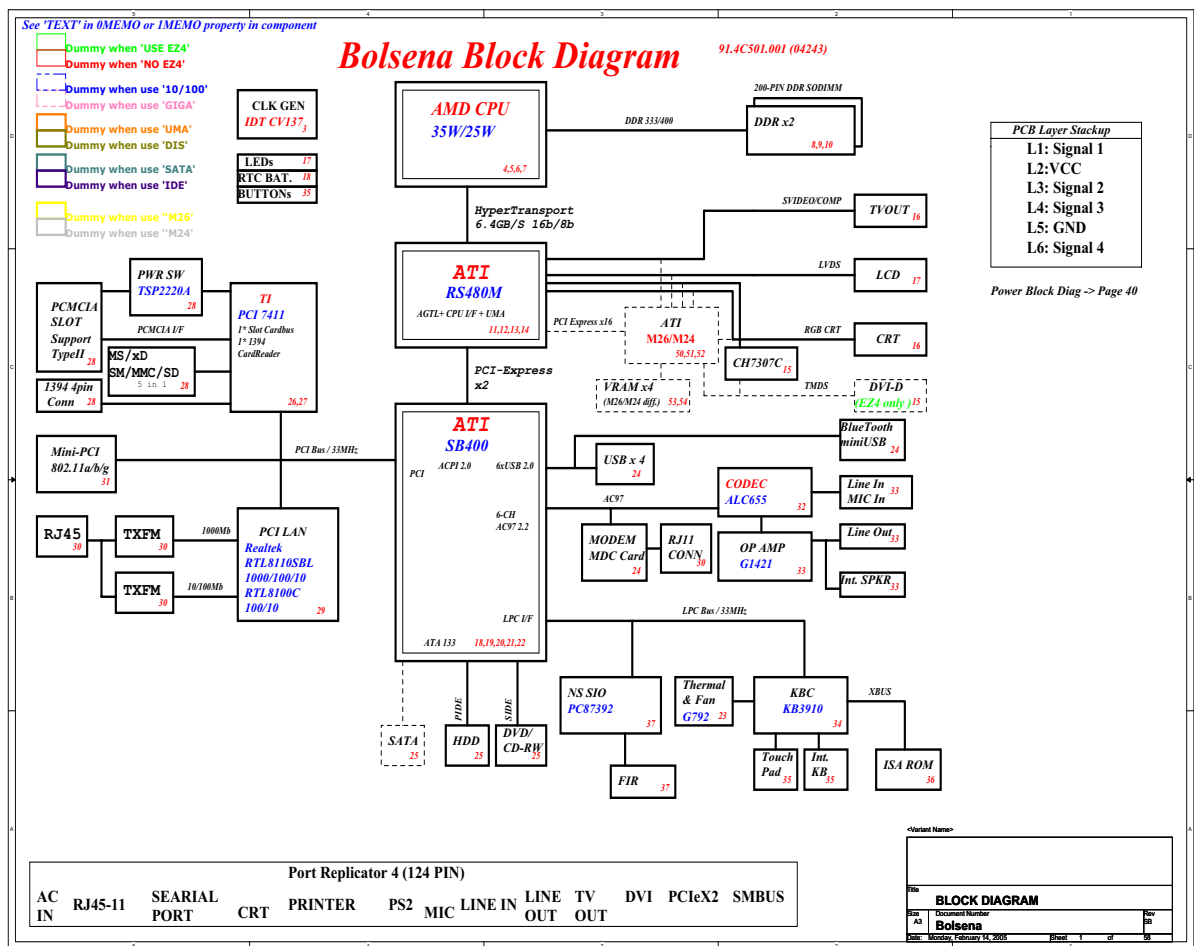 See 'TEXT' in 0MEMO or 1MEMO property in component
Dummy when 'USE EZ4'
Dummy when 'NO EZ4'
Dummy when use '10/100'
Dummy when use 'GIGA'
Dummy when use 'UMA'
Dummy when use 'DIS'
Dummy when use 'SATA'
Dummy when use 'IDE'
Dummy when use "M26'
Dummy when use "M24'
Bolsena Block Diagram
91.4C501.001 (04243)
CLK GEN
IDT CV137
3
LEDs 17
RTC BAT. 18
BUTTONs 35
AMD CPU
35W/25W
4,5,6,7
DDR 333/400
200-PIN DDR SODIMM
DDR x2
8,9,10
PCB Layer Stackup
L1: Signal 1
L2:VCC
L3: Signal 2
L4: Signal 3
L5: GND
L6: Signal 4
Power Block Diag -> Page 40
HyperTransport
6.4GB/S 16b/8b
ATI
RS480M
AGTL+ CPU I/F + UMA
11,12,13,14
SVIDEO/COMP
TVOUT
16
LVDS
LCD
17
RGB CRT
CRT
16
PCI Express x16
ATI
M26/M24
50,51,52
CH7307C
15
VRAM x4
(M26/M24 diff.) 53,54
TMDS
DVI-D
(EZ4 only ) 15
PCI-Express
x2
PWR SW
TSP2220A
28
PCMCIA
SLOT
Support
TypeII
28
PCMCIA I/F
TI
PCI 7411
1* Slot Cardbus
1* 1394
CardReader
26,27
MS/xD
SM/MMC/SD
5 in 1
28
1394 4pin
Conn
28
Mini-PCI
802.11a/b/g
31
PCI Bus / 33MHz
ATI
SB400
ACPI 2.0
6xUSB 2.0
PCI
6-CH
AC97 2.2
LPC I/F
ATA 133
18,19,20,21,22
BlueTooth
miniUSB
24
USB x 4
24
AC97
CODEC
ALC655
32
Line In
MIC In
33
MODEM
MDC Card
24
RJ11
CONN
30
OP AMP
G1421
33
Line Out
33
Int. SPKR
33
RJ45
30
TXFM
30
1000Mb
TXFM
30
10/100Mb
PCI LAN
Realtek
RTL8110SBL
1000/100/10
RTL8100C
100/10
29
LPC Bus / 33MHz
SATA
25
PIDE
HDD
25
SIDE
DVD/
CD-RW
25
NS SIO
PC87392
37
FIR
37
Thermal
& Fan
G792
23
KBC
KB3910
34
XBUS
Touch
Pad
35
Int.
KB
35
ISA ROM
36
Port Replicator 4 (124 PIN)
AC IN
RJ45-11
SEARIAL PORT
CRT
PRINTER
PS2
MIC
LINE IN
LINE OUT
TV OUT
DVI
PCIeX2
SMBUS
<Variant Name>
Title
BLOCK DIAGRAM
Size
A3
Document Number
Bolsena
Rev
SB
Date: Monday, February 14, 2005
Sheet 1 of 58